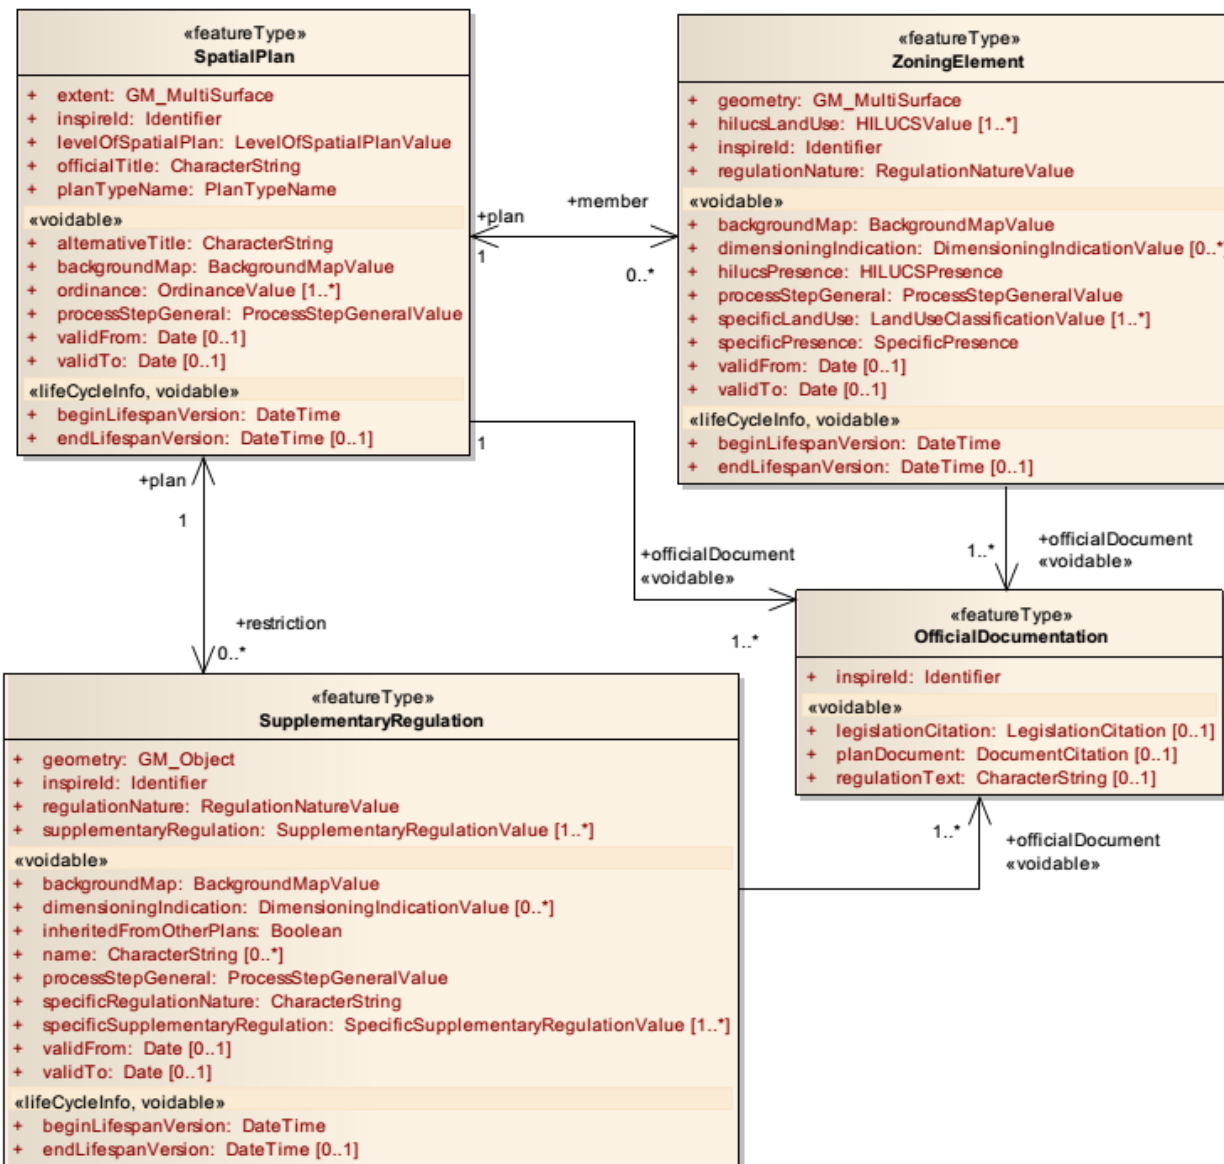 «featureType»
SpatialPlan
+ extent: GM_MultiSurface
+ inspireId: Identifier
+ levelOfSpatialPlan: LevelOfSpatialPlanValue
+ officialTitle: CharacterString
+ planTypeName: PlanTypeName
«voidable»
+ alternativeTitle: CharacterString
+ backgroundMap: BackgroundMapValue
+ ordinance: OrdinanceValue [1..*]
+ processStepGeneral: ProcessStepGeneralValue
+ validFrom: Date [0..1]
+ validTo: Date [0..1]
«lifeCycleInfo, voidable»
+ beginLifespanVersion: DateTime
+ endLifespanVersion: DateTime [0..1]
+plan
1
+member
0..*
«featureType»
ZoningElement
+ geometry: GM_MultiSurface
+ hilucsLandUse: HILUCSValue [1..*]
+ inspireId: Identifier
+ regulationNature: RegulationNatureValue
«voidable»
+ backgroundMap: BackgroundMapValue
+ dimensioningIndication: DimensioningIndicationValue [0..*]
+ hilucsPresence: HILUCSPresence
+ processStepGeneral: ProcessStepGeneralValue
+ specificLandUse: LandUseClassificationValue [1..*]
+ specificPresence: SpecificPresence
+ validFrom: Date [0..1]
+ validTo: Date [0..1]
«lifeCycleInfo, voidable»
+ beginLifespanVersion: DateTime
+ endLifespanVersion: DateTime [0..1]
1
+officialDocument
«voidable»
1..*
1..*
+officialDocument
«voidable»
+plan
1
+restriction
0..*
«featureType»
OfficialDocumentation
+ inspireId: Identifier
«voidable»
+ legislationCitation: LegislationCitation [0..1]
+ planDocument: DocumentCitation [0..1]
+ regulationText: CharacterString [0..1]
1..*
+officialDocument
«voidable»
«featureType»
SupplementaryRegulation
+ geometry: GM_Object
+ inspireId: Identifier
+ regulationNature: RegulationNatureValue
+ supplementaryRegulation: SupplementaryRegulationValue [1..*]
«voidable»
+ backgroundMap: BackgroundMapValue
+ dimensioningIndication: DimensioningIndicationValue [0..*]
+ inheritedFromOtherPlans: Boolean
+ name: CharacterString [0..*]
+ processStepGeneral: ProcessStepGeneralValue
+ specificRegulationNature: CharacterString
+ specificSupplementaryRegulation: SpecificSupplementaryRegulationValue [1..*]
+ validFrom: Date [0..1]
+ validTo: Date [0..1]
«lifeCycleInfo, voidable»
+ beginLifespanVersion: DateTime
+ endLifespanVersion: DateTime [0..1]